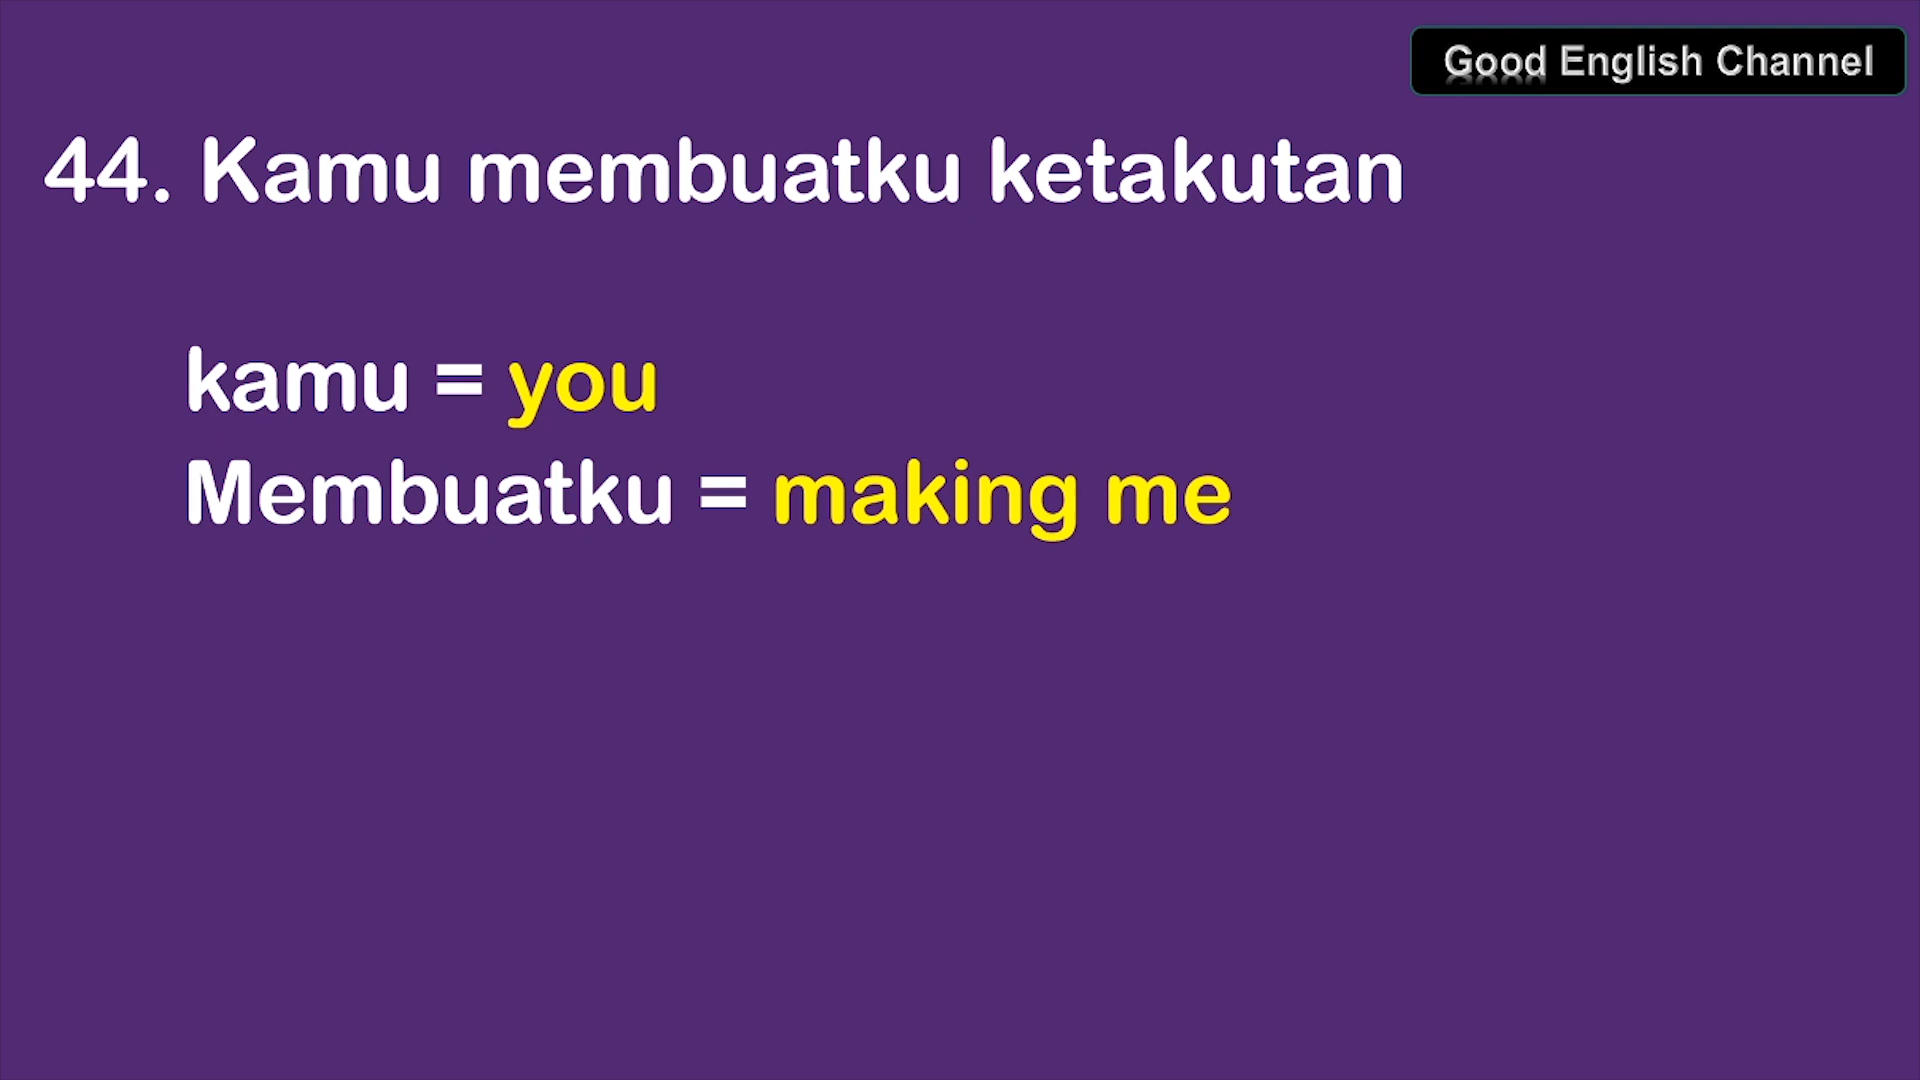 Good English Channel
44. Kamu membuatku ketakutan
kamu = you
Membuatku = making me